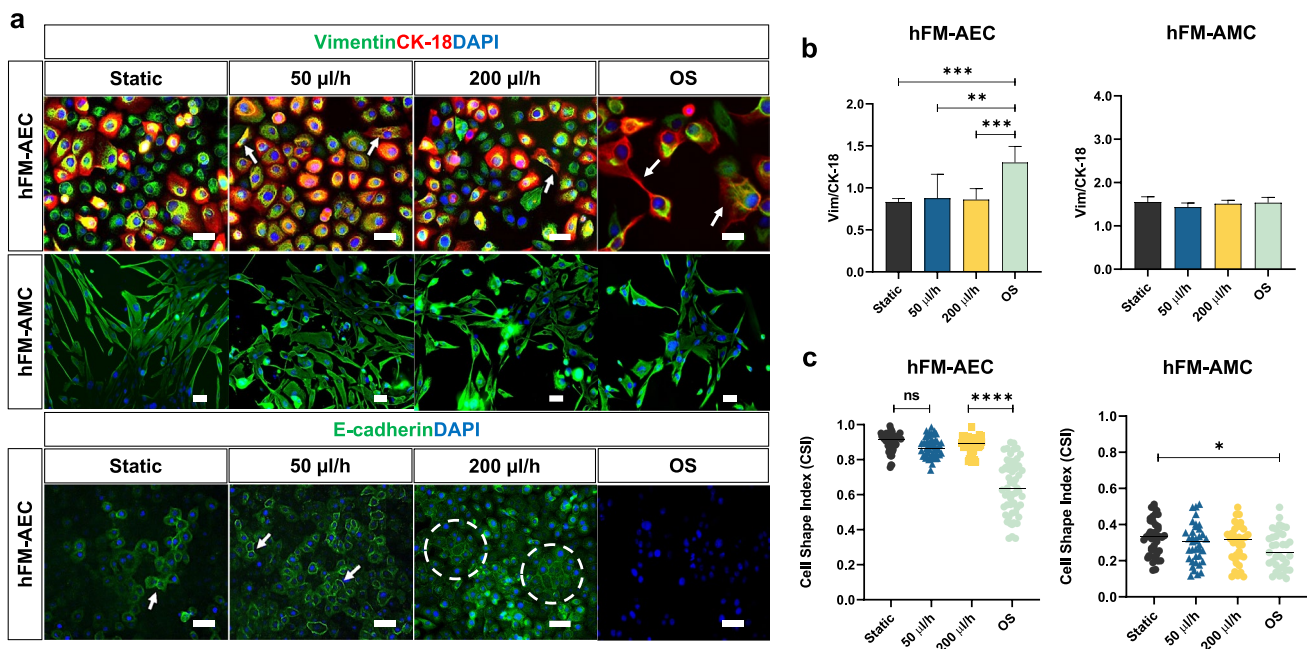 a
VimentinCK-18DAPI
Static 50 µl/h 200 µl/h OS
hFM-AEC
hFM-AMC
E-cadherinDAPI
Static 50 µl/h 200 µl/h OS
hFM-AEC
b
hFM-AEC
***
**
***
Vim/CK-18
2.0
1.5
1.0
0.5
0.0
Static 50 µl/h 200 µl/h OS
hFM-AMC
Vim/CK-18
4.0
3.0
2.0
1.0
0.0
Static 50 µl/h 200 µl/h OS
c
hFM-AEC
ns
****
Cell Shape Index (CSI)
1.0
0.8
0.6
0.4
0.2
0.0
Static 50 µl/h 200 µl/h OS
hFM-AMC
*
Cell Shape Index (CSI)
1.0
0.8
0.6
0.4
0.2
0.0
Static 50 µl/h 200 µl/h OS